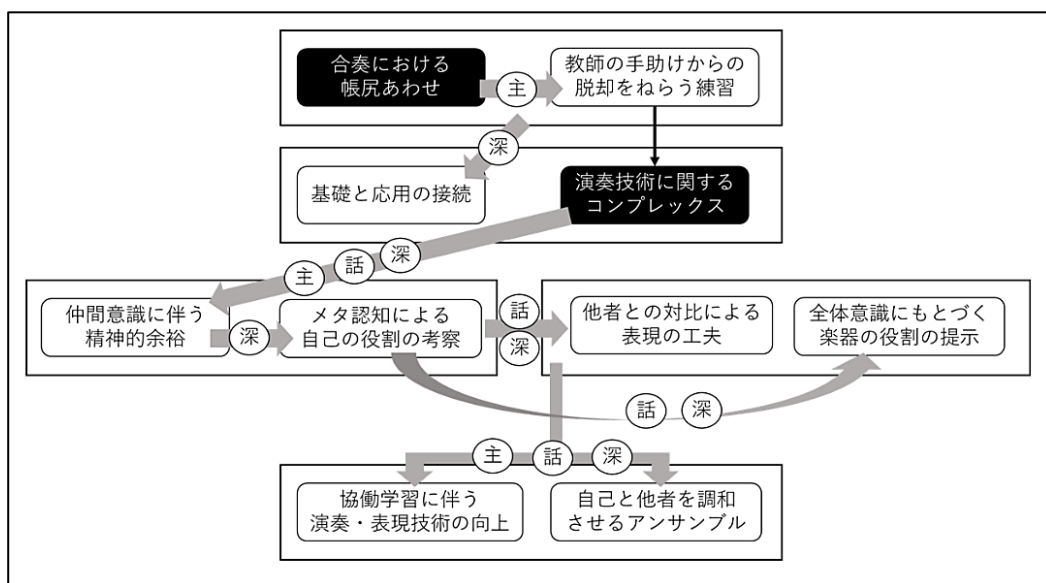 合奏における
帳尻あわせ
主
教師の手助けからの
脱却をねらう練習
深
基礎と応用の接続
演奏技術に関する
コンプレックス
主
話
深
仲間意識に伴う
精神的余裕
深
メタ認知による
自己の役割の考察
話
深
他者との対比による
表現の工夫
全体意識にもとづく
楽器の役割の提示
話
深
主
話
深
協働学習に伴う
演奏・表現技術の向上
自己と他者を調和
させるアンサンブル